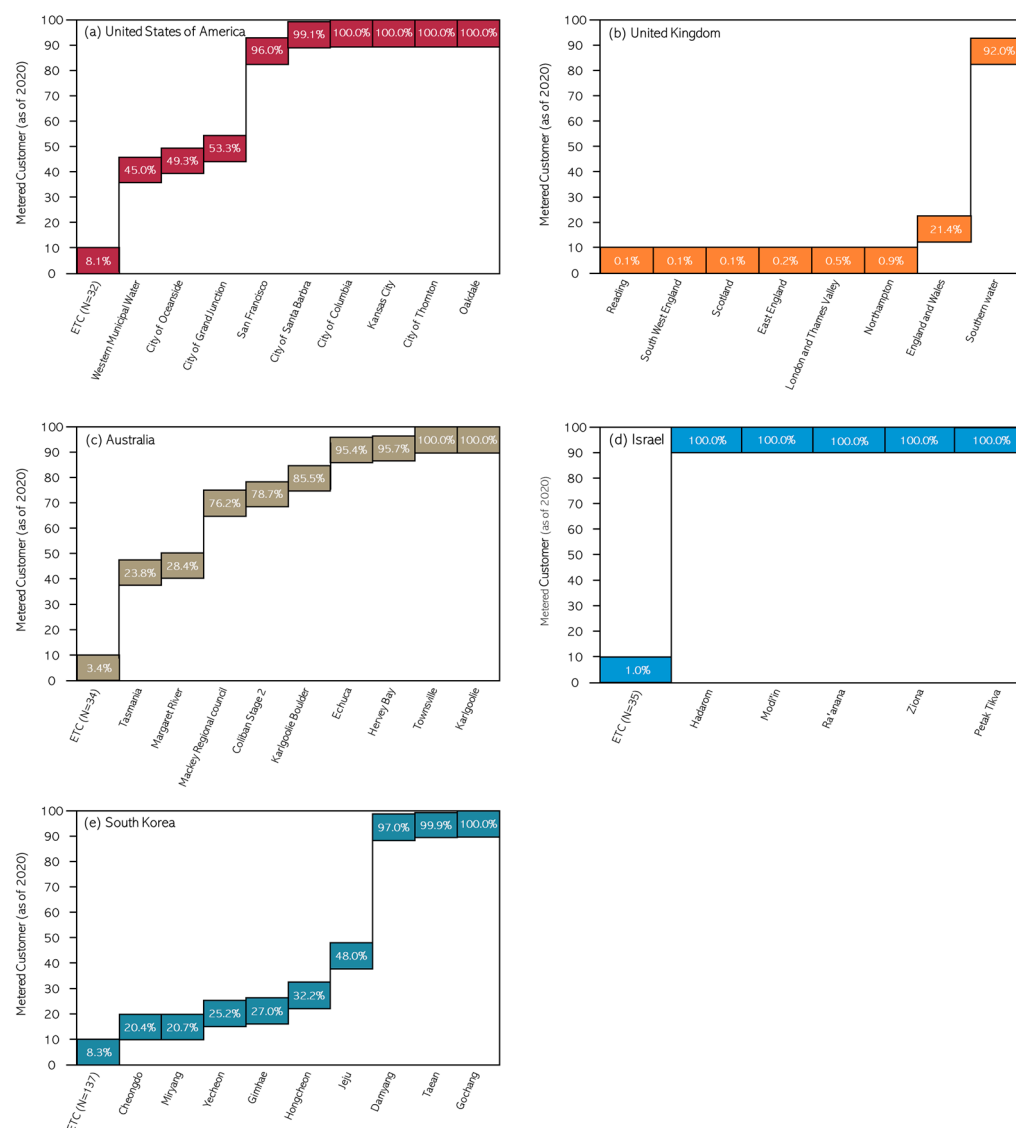 (a) United States of America
Metered Customer (as of 2020)
100
90
80
70
60
50
40
30
20
10
0
8.1%
45.0%
49.3%
53.3%
96.0%
99.1%
100.0%
100.0%
100.0%
100.0%
ETC (N=32)
Western Municipal Water
City of Oceanside
City of Grand Junction
San Francisco
City of Santa Barbra
City of Columbia
Kansas City
City of Thornton
Oakdale
(b) United Kingdom
Metered Customer (as of 2020)
100
90
80
70
60
50
40
30
20
10
0
0.1%
0.1%
0.1%
0.2%
0.5%
0.9%
21.4%
92.0%
Reading
South West England
Scotland
East England
London and Thames Valley
Northampton
England and Wales
Southern water
(c) Australia
Metered Customer (as of 2020)
100
90
80
70
60
50
40
30
20
10
0
3.4%
23.8%
28.4%
76.2%
78.7%
85.5%
95.4%
95.7%
100.0%
100.0%
ETC (N=34)
Tasmania
Margaret River
Mackey Regional council
Coliban Stage 2
Karlgoolie Boulder
Echuca
Hervey Bay
Townsville
Karlgoolie
(d) Israel
Metered Customer (as of 2020)
100
90
80
70
60
50
40
30
20
10
0
1.0%
100.0%
100.0%
100.0%
100.0%
100.0%
ETC (N=35)
Hadarom
Modi'in
Ra'anana
Ziona
Petak Tikva
(e) South Korea
Metered Customer (as of 2020)
100
90
80
70
60
50
40
30
20
10
0
8.3%
20.4%
20.7%
25.2%
27.0%
32.2%
48.0%
97.0%
99.9%
100.0%
ETC (N=137)
Cheongdo
Miryang
Yecheon
Gimhae
Hongcheon
Jeju
Damyang
Taean
Gochang